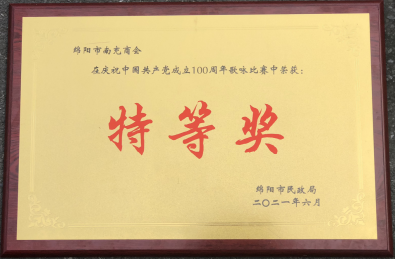 绵阳市南充商会
在庆祝中国共产党成立100周年歌咏比赛中荣获：
特等奖
绵阳市民政局
二〇二一年六月